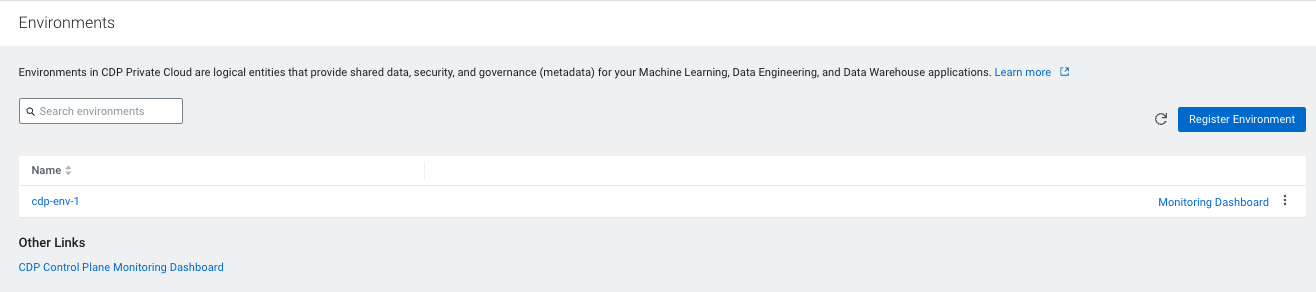 Environments
Environments in CDP Private Cloud are logical entities that provide shared data, security, and governance (metadata) for your Machine Learning, Data Engineering, and Data Warehouse applications. Learn more
Search environments
Register Environment
Name
cdp-env-1 Monitoring Dashboard
Other Links
CDP Control Plane Monitoring Dashboard